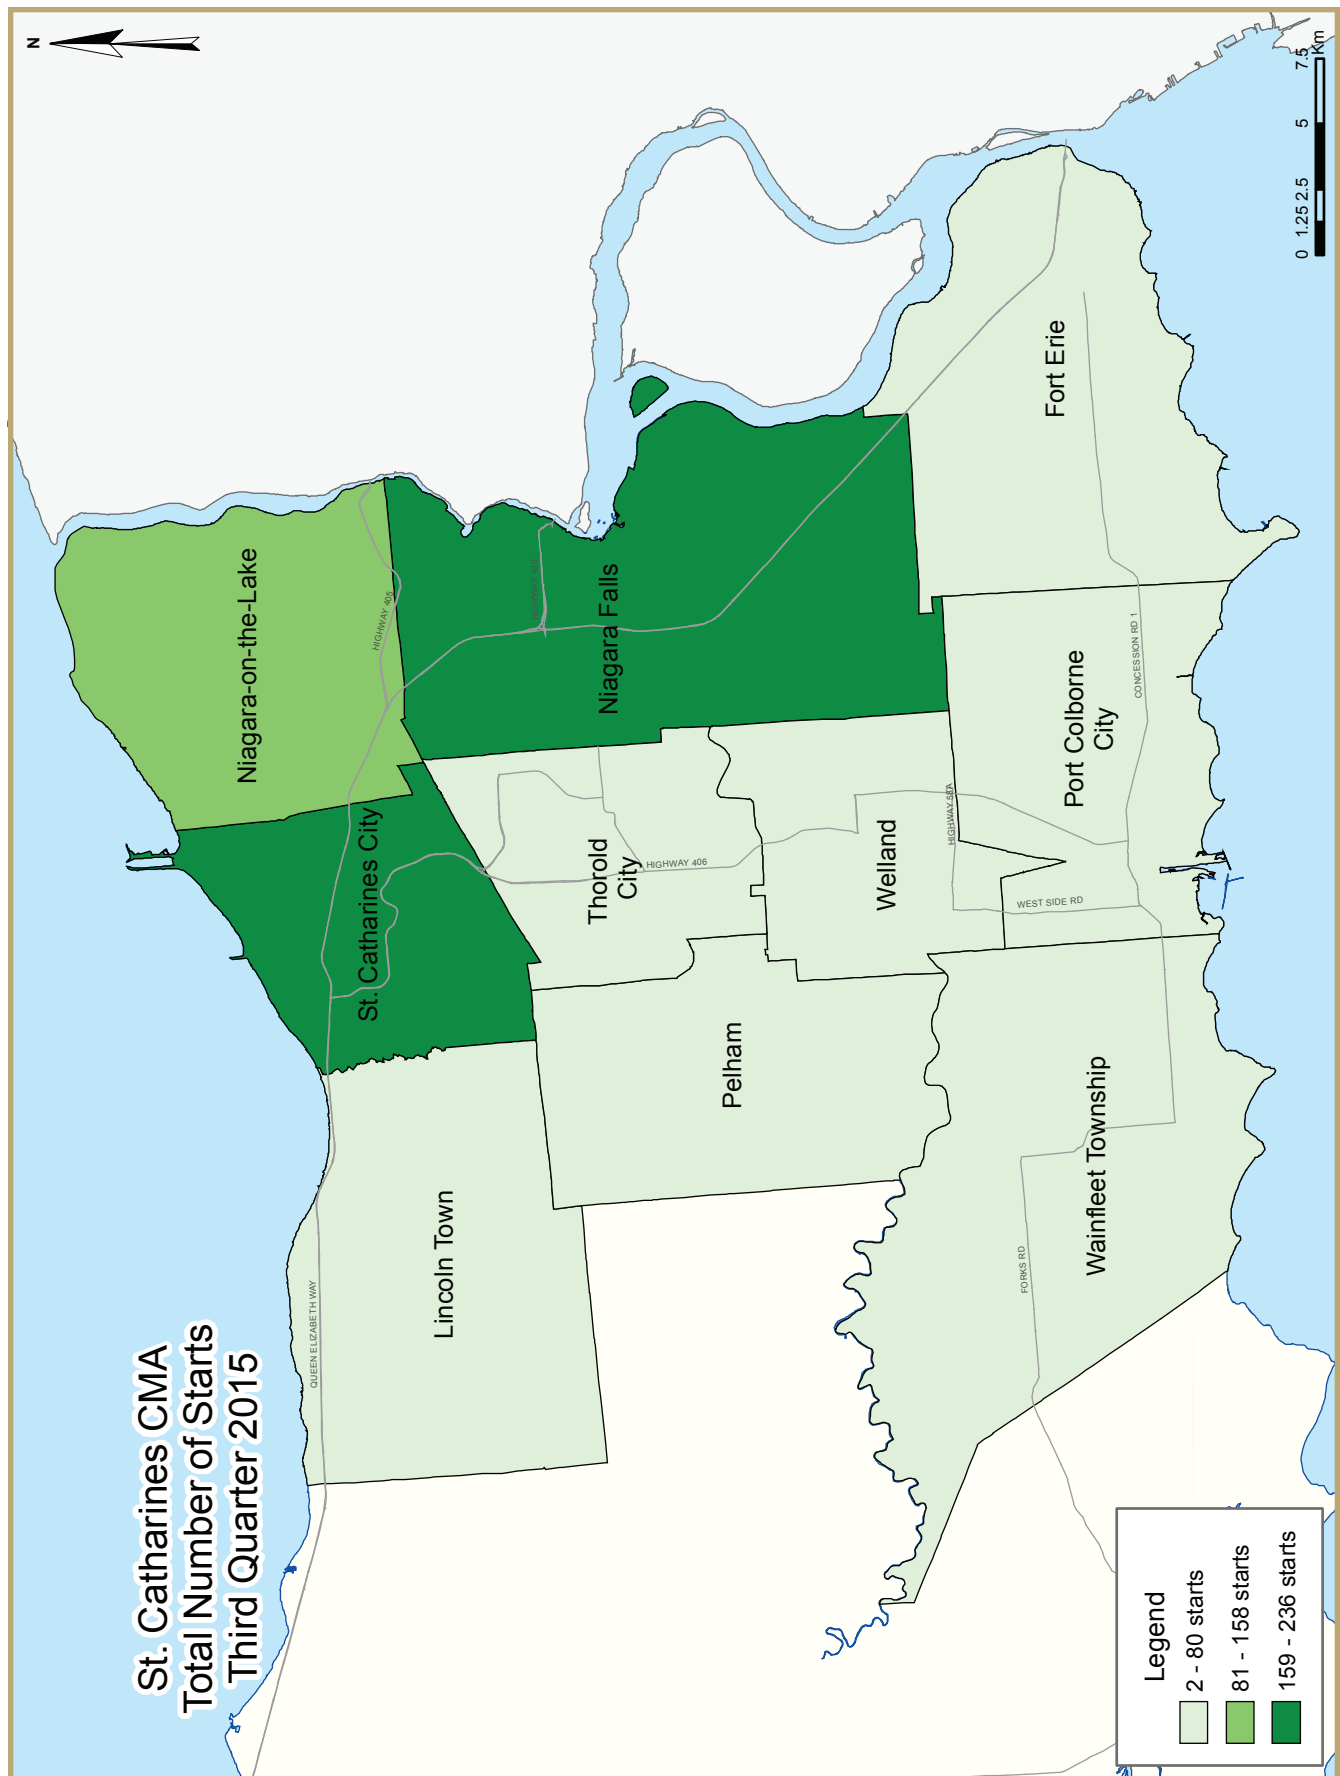 St. Catharines CMA
Total Number of Starts
Third Quarter 2015
N
QUEEN ELIZABETH WAY
Lincoln Town
St. Catharines City
Niagara-on-the-Lake
HIGHWAY 405
Niagara Falls
Thorold
City
HIGHWAY 406
Pelham
Welland
HIGHWAY 58A
WEST SIDE RD
Wainfleet Township
FORKS RD
Port Colborne
City
CONCESSION RD 1
Fort Erie
0 1.25 2.5 5 7.5
Km
Legend
2 - 80 starts
81 - 158 starts
159 - 236 starts